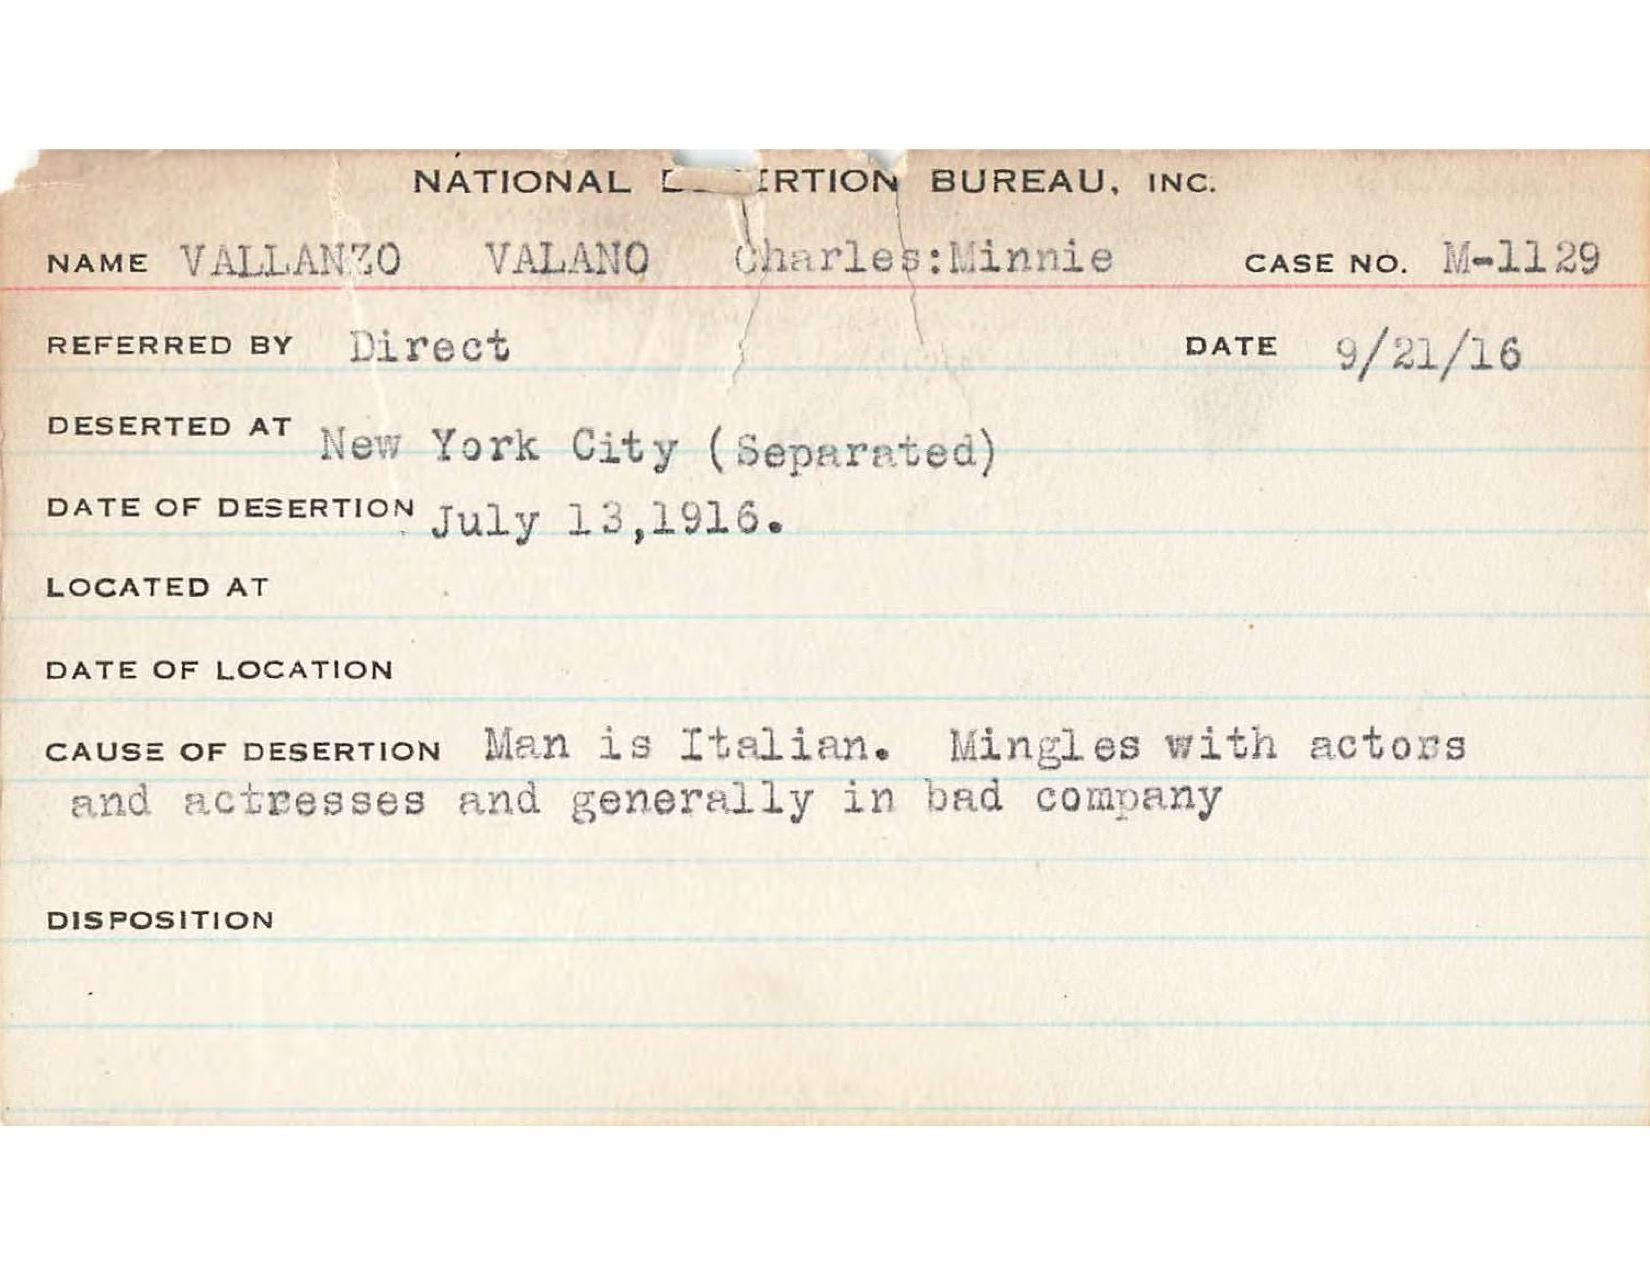 NATIONAL BUREAU, INC.
NAME VALLANZO VALANO Charles:Minnie CASE NO. M-1129
REFERRED BY Direct DATE 9/21/16
DESERTED AT New York City (Separated)
DATE OF DESERTION July 13,1916.
LOCATED AT
DATE OF LOCATION
CAUSE OF DESERTION Man is Italian. Mingles with actors
and actresses and generally in bad company
DISPOSITION